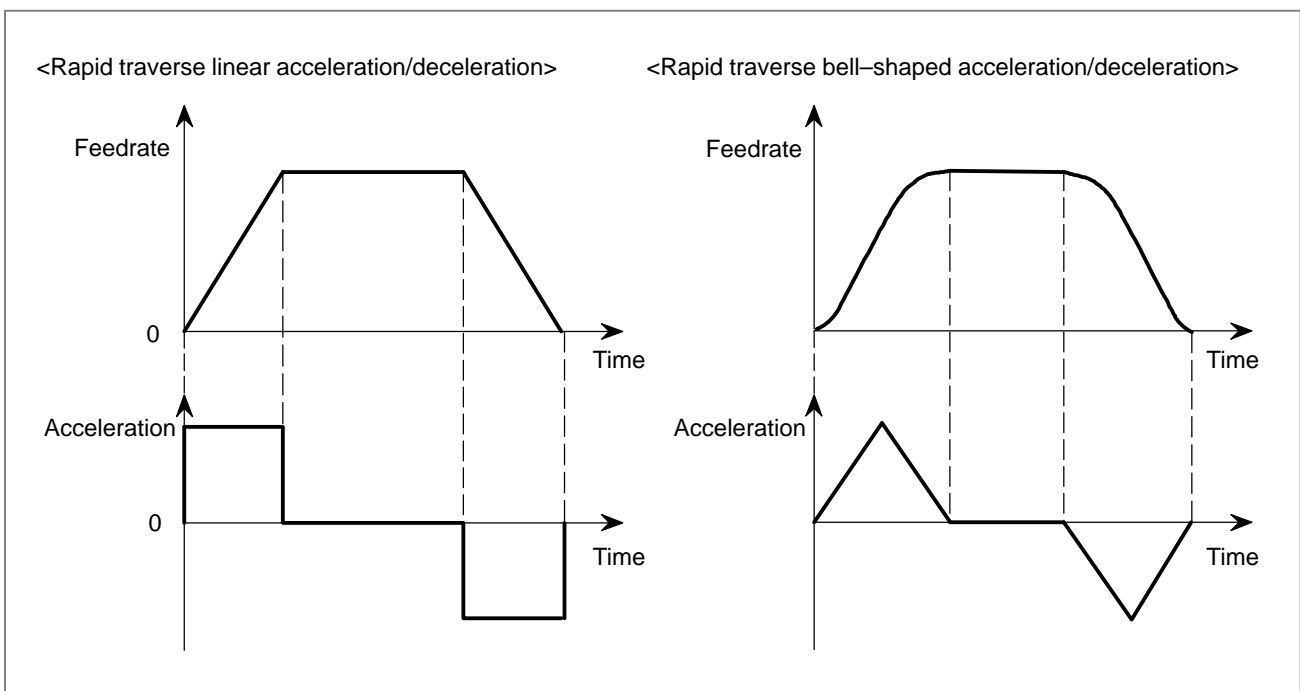 <Rapid traverse linear acceleration/deceleration>
Feedrate
0
Time
Acceleration
0
Time
<Rapid traverse bell–shaped acceleration/deceleration>
Feedrate
Time
Acceleration
Time